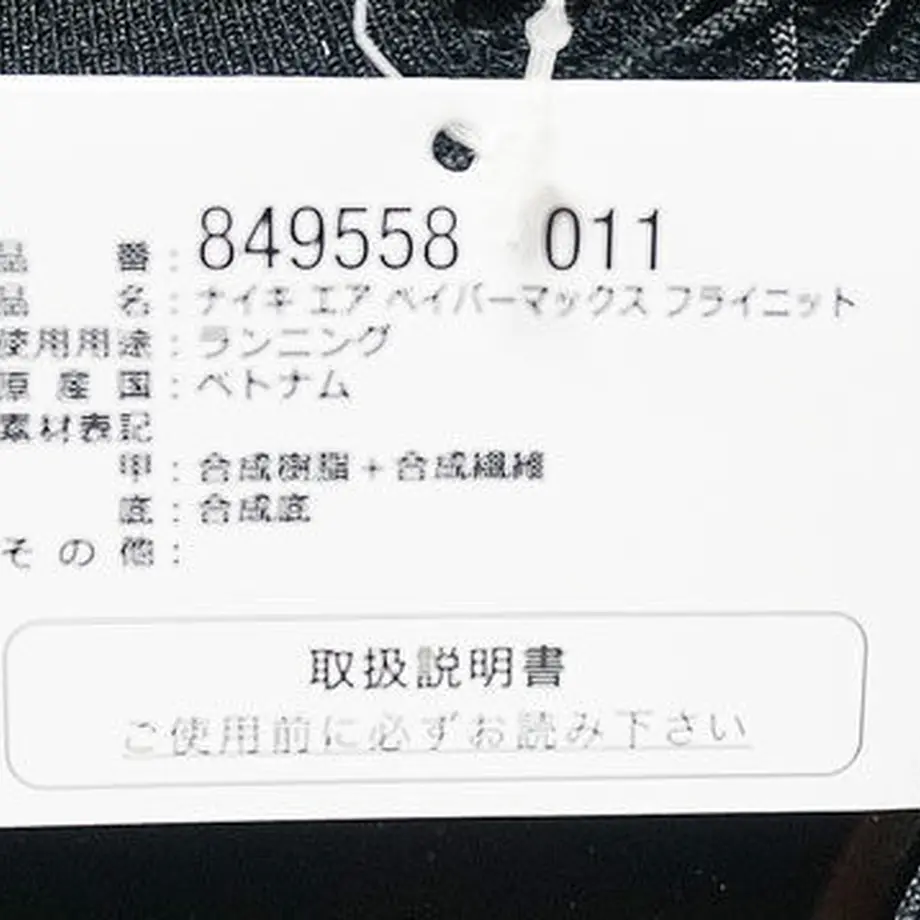 品番：849558 011
品名：ナイキ エア ベイパーマックス フライニット
使用用途：ランニング
原産国：ベトナム
素材表記
甲：合成樹脂＋合成繊維
底：合成底
その他：
取扱説明書
ご使用前に必ずお読み下さい